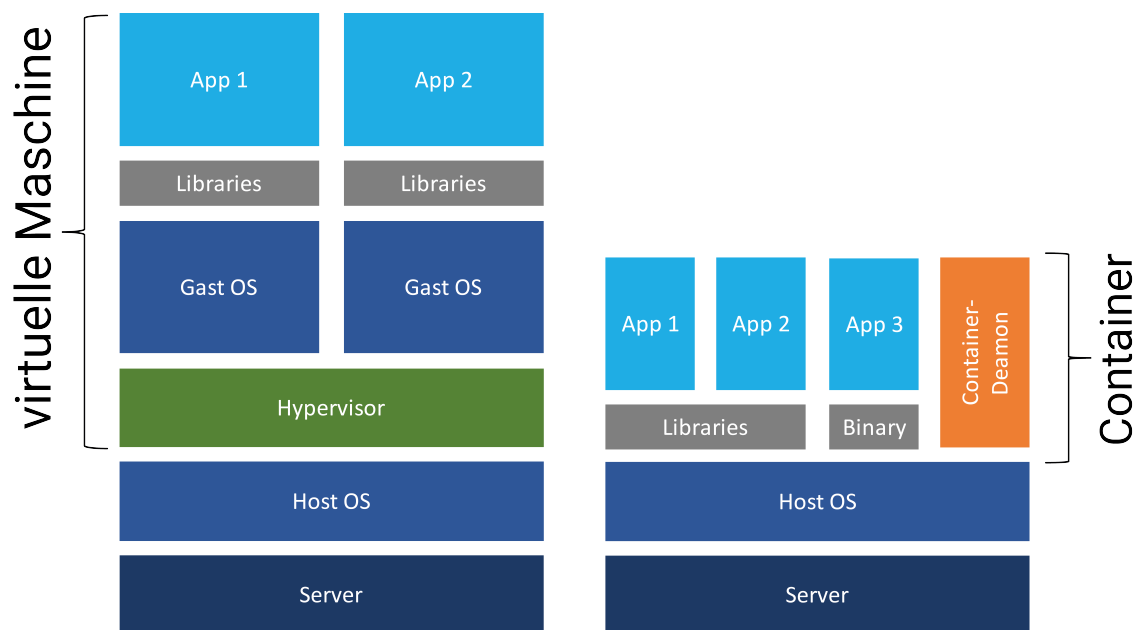 virtuelle Maschine
App 1
App 2
Libraries
Libraries
Gast OS
Gast OS
Hypervisor
Host OS
Server
App 1
App 2
App 3
Container-
Deamon
Libraries
Binary
Host OS
Server
Container